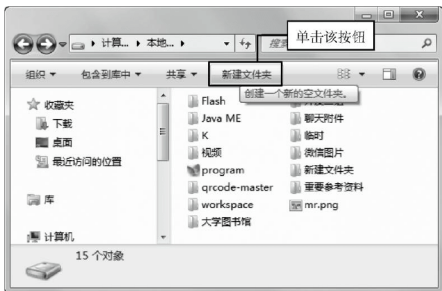 计算... 本地... 搜索
单击该按钮
组织 包含到库中 共享 新建文件夹
创建一个新的空文件夹。
收藏夹
下载
桌面
最近访问的位置
库
计算机
Flash
Java ME
K
视频
program
qrcode-master
workspace
大学图书馆
聊天附件
临时
微信图片
新建文件夹
重要参考资料
mr.png
15 个对象